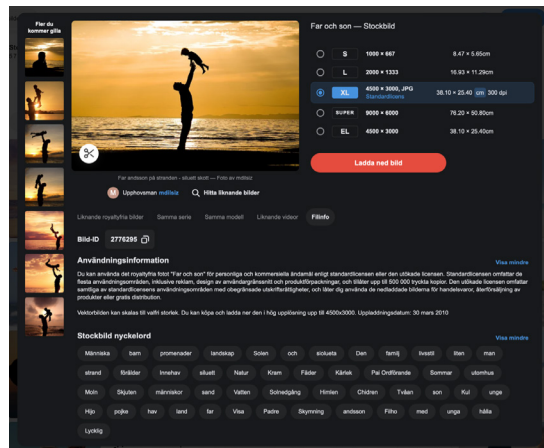 Fler du
kommer gilla
Far och son — Stockbild
S 1000 × 667 8.47 × 5.65cm
L 2000 × 1333 16.93 × 11.29cm
XL 4500 × 3000, JPG
Standardlicens
38.10 × 25.40 cm 300 dpi
SUPER 9000 × 6000 76.20 × 50.80cm
EL 4500 × 3000 38.10 × 25.40cm
Ladda ned bild
Far andsson på stranden - siluett skott — Foto av mdilsiz
M Upphovsman mdilsiz Hitta liknande bilder
Liknande royaltyfria bilder Samma serie Samma modell Liknande videor Filinfo
Bild-ID 2776295
Användningsinformation Visa mindre
Du kan använda det royaltyfria fotot "Far och son" för personliga och kommersiella ändamål enligt standardlicensen eller den utökade licensen. Standardlicensen omfattar de
flesta användningsområden, inklusive reklam, design av användargränssnitt och produktförpackningar, och tillåter upp till 500 000 tryckta kopior. Den utökade licensen omfattar
samtliga av standardlicensens användningsområden med obegränsade utskriftsrättigheter, och låter dig använda de nedladdade bilderna för handelsvaror, återförsäljning av
produkter eller gratis distribution.
Vektorbilden kan skalas till valfri storlek. Du kan köpa och ladda ner den i hög upplösning upp till 4500x3000. Uppladdningsdatum: 30 mars 2010
Stockbild nyckelord Visa mindre
Människa barn promenader landskap Solen och siolueta Den familj livsstil liten man
strand förälder Innehav siluett Natur Kram Fäder Kärlek Pai Ordförande Sommar utomhus
Moln Skjuten människor sand Vatten Solnedgång Himlen Chidren Tvåan son Kul unge
Hijo pojke hav land far Visa Padre Skymning andsson Filho med unga hålla
Lycklig